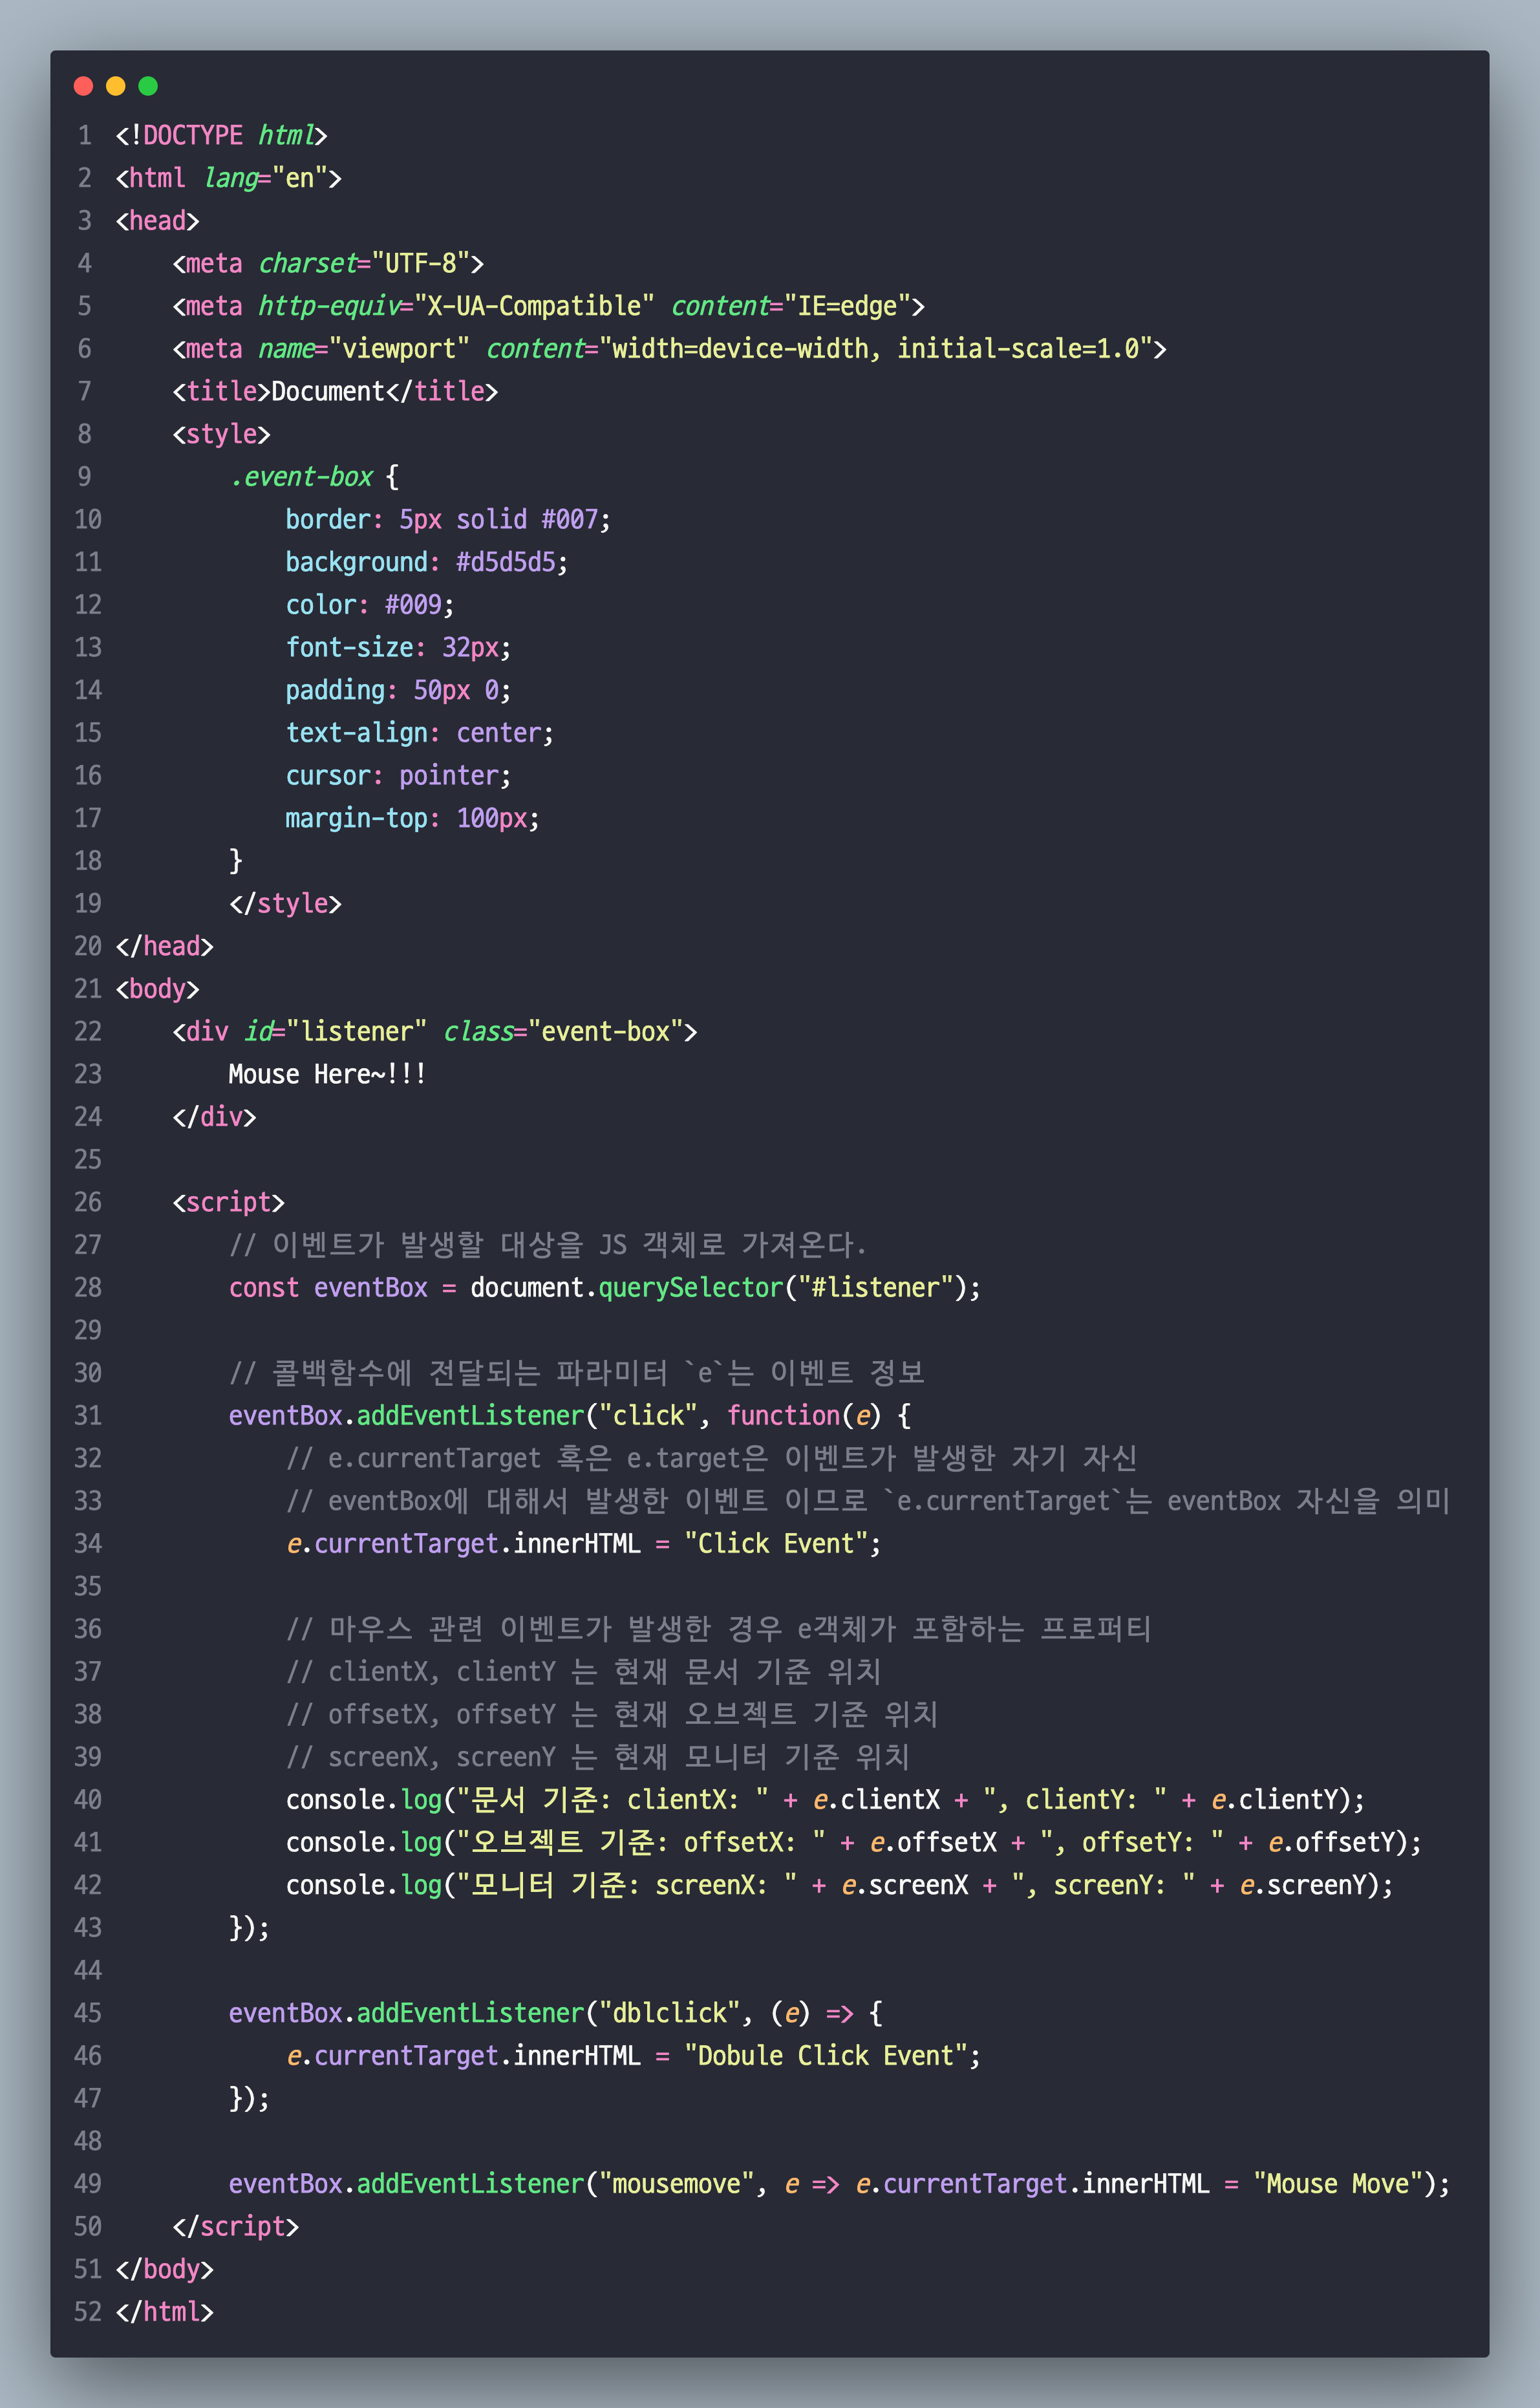 1 <!DOCTYPE html>
2 <html lang="en">
3 <head>
4     <meta charset="UTF-8">
5     <meta http-equiv="X-UA-Compatible" content="IE=edge">
6     <meta name="viewport" content="width=device-width, initial-scale=1.0">
7     <title>Document</title>
8     <style>
9         .event-box {
10             border: 5px solid #007;
11             background: #d5d5d5;
12             color: #009;
13             font-size: 32px;
14             padding: 50px 0;
15             text-align: center;
16             cursor: pointer;
17             margin-top: 100px;
18         }
19         </style>
20 </head>
21 <body>
22     <div id="listener" class="event-box">
23         Mouse Here~!!!
24     </div>
25
26     <script>
27         // 이벤트가 발생할 대상을 JS 객체로 가져온다.
28         const eventBox = document.querySelector("#listener");
29
30         // 콜백함수에 전달되는 파라미터 `e`는 이벤트 정보
31         eventBox.addEventListener("click", function(e) {
32             // e.currentTarget 혹은 e.target은 이벤트가 발생한 자기 자신
33             // eventBox에 대해서 발생한 이벤트 이므로 `e.currentTarget`는 eventBox 자신을 의미
34             e.currentTarget.innerHTML = "Click Event";
35
36             // 마우스 관련 이벤트가 발생한 경우 e객체가 포함하는 프로퍼티
37             // clientX, clientY 는 현재 문서 기준 위치
38             // offsetX, offsetY 는 현재 오브젝트 기준 위치
39             // screenX, screenY 는 현재 모니터 기준 위치
40             console.log("문서 기준: clientX: " + e.clientX + ", clientY: " + e.clientY);
41             console.log("오브젝트 기준: offsetX: " + e.offsetX + ", offsetY: " + e.offsetY);
42             console.log("모니터 기준: screenX: " + e.screenX + ", screenY: " + e.screenY);
43         });
44
45         eventBox.addEventListener("dblclick", (e) => {
46             e.currentTarget.innerHTML = "Dobule Click Event";
47         });
48
49         eventBox.addEventListener("mousemove", e => e.currentTarget.innerHTML = "Mouse Move");
50     </script>
51 </body>
52 </html>